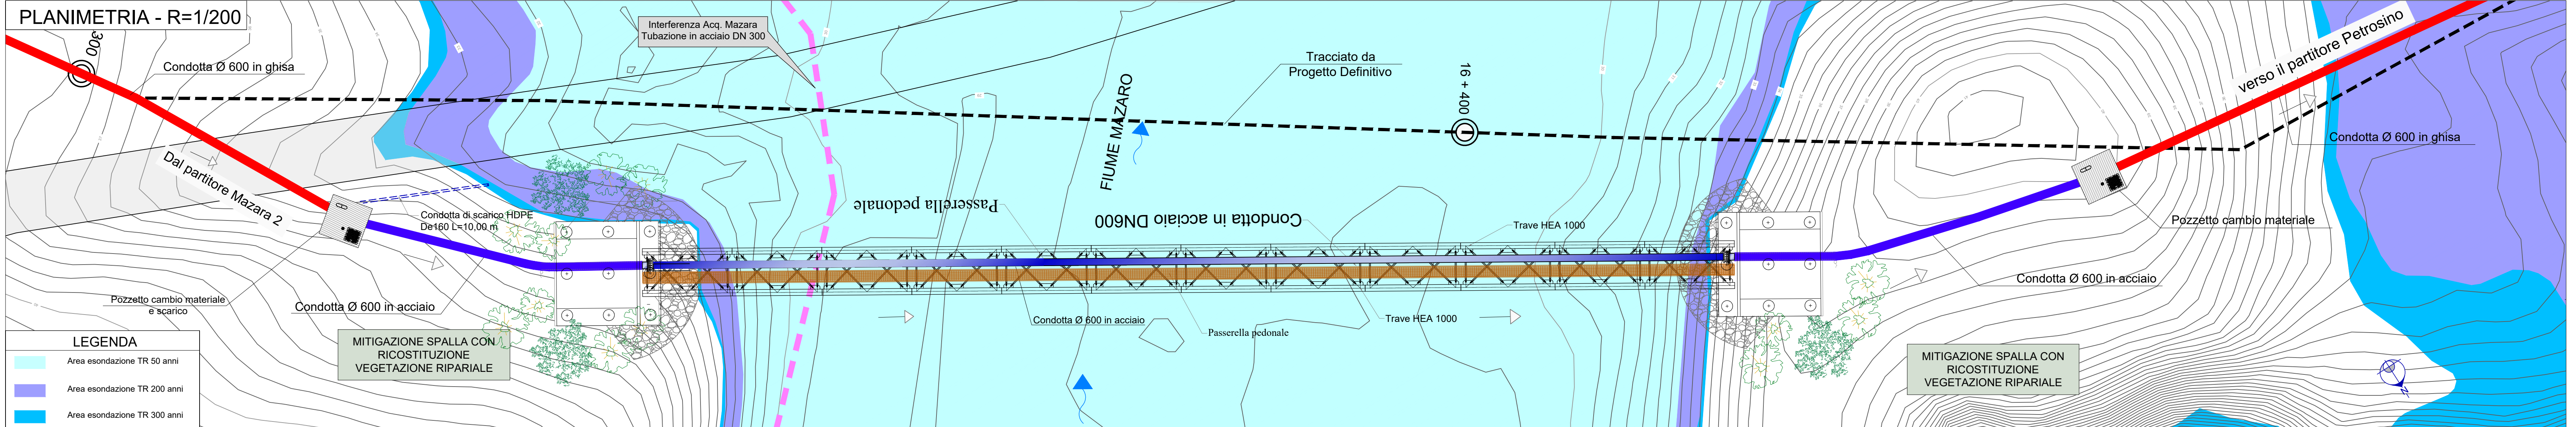 PLANIMETRIA - R=1/200
300
Condotta Ø 600 in ghisa
Dal partitore Mazara 2
Condotta di scarico HDPE
De160 L=10,00 m
Pozzetto cambio materiale
e scarico
Condotta Ø 600 in acciaio
MITIGAZIONE SPALLA CON
RICOSTITUZIONE
VEGETAZIONE RIPARIALE
LEGENDA
Area esondazione TR 50 anni
Area esondazione TR 200 anni
Area esondazione TR 300 anni
Interferenza Acq. Mazara
Tubazione in acciaio DN 300
Passerella pedonale
FIUME MAZARO
Condotta in acciaio DN600
Tracciato da
Progetto Definitivo
16 + 400
Trave HEA 1000
Condotta Ø 600 in acciaio
Passerella pedonale
Trave HEA 1000
verso il partitore Petrosino
Condotta Ø 600 in ghisa
Pozzetto cambio materiale
Condotta Ø 600 in acciaio
MITIGAZIONE SPALLA CON
RICOSTITUZIONE
VEGETAZIONE RIPARIALE
N